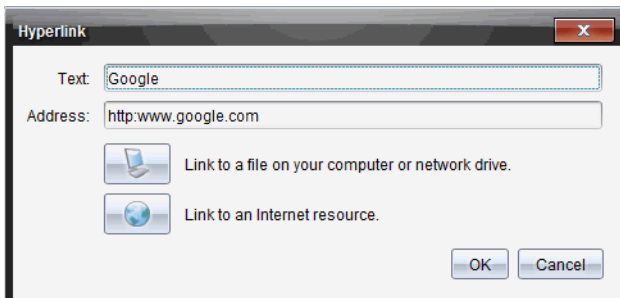 Hyperlink
Text: Google
Address: http:www.google.com
Link to a file on your computer or network drive.
Link to an Internet resource.
OK Cancel